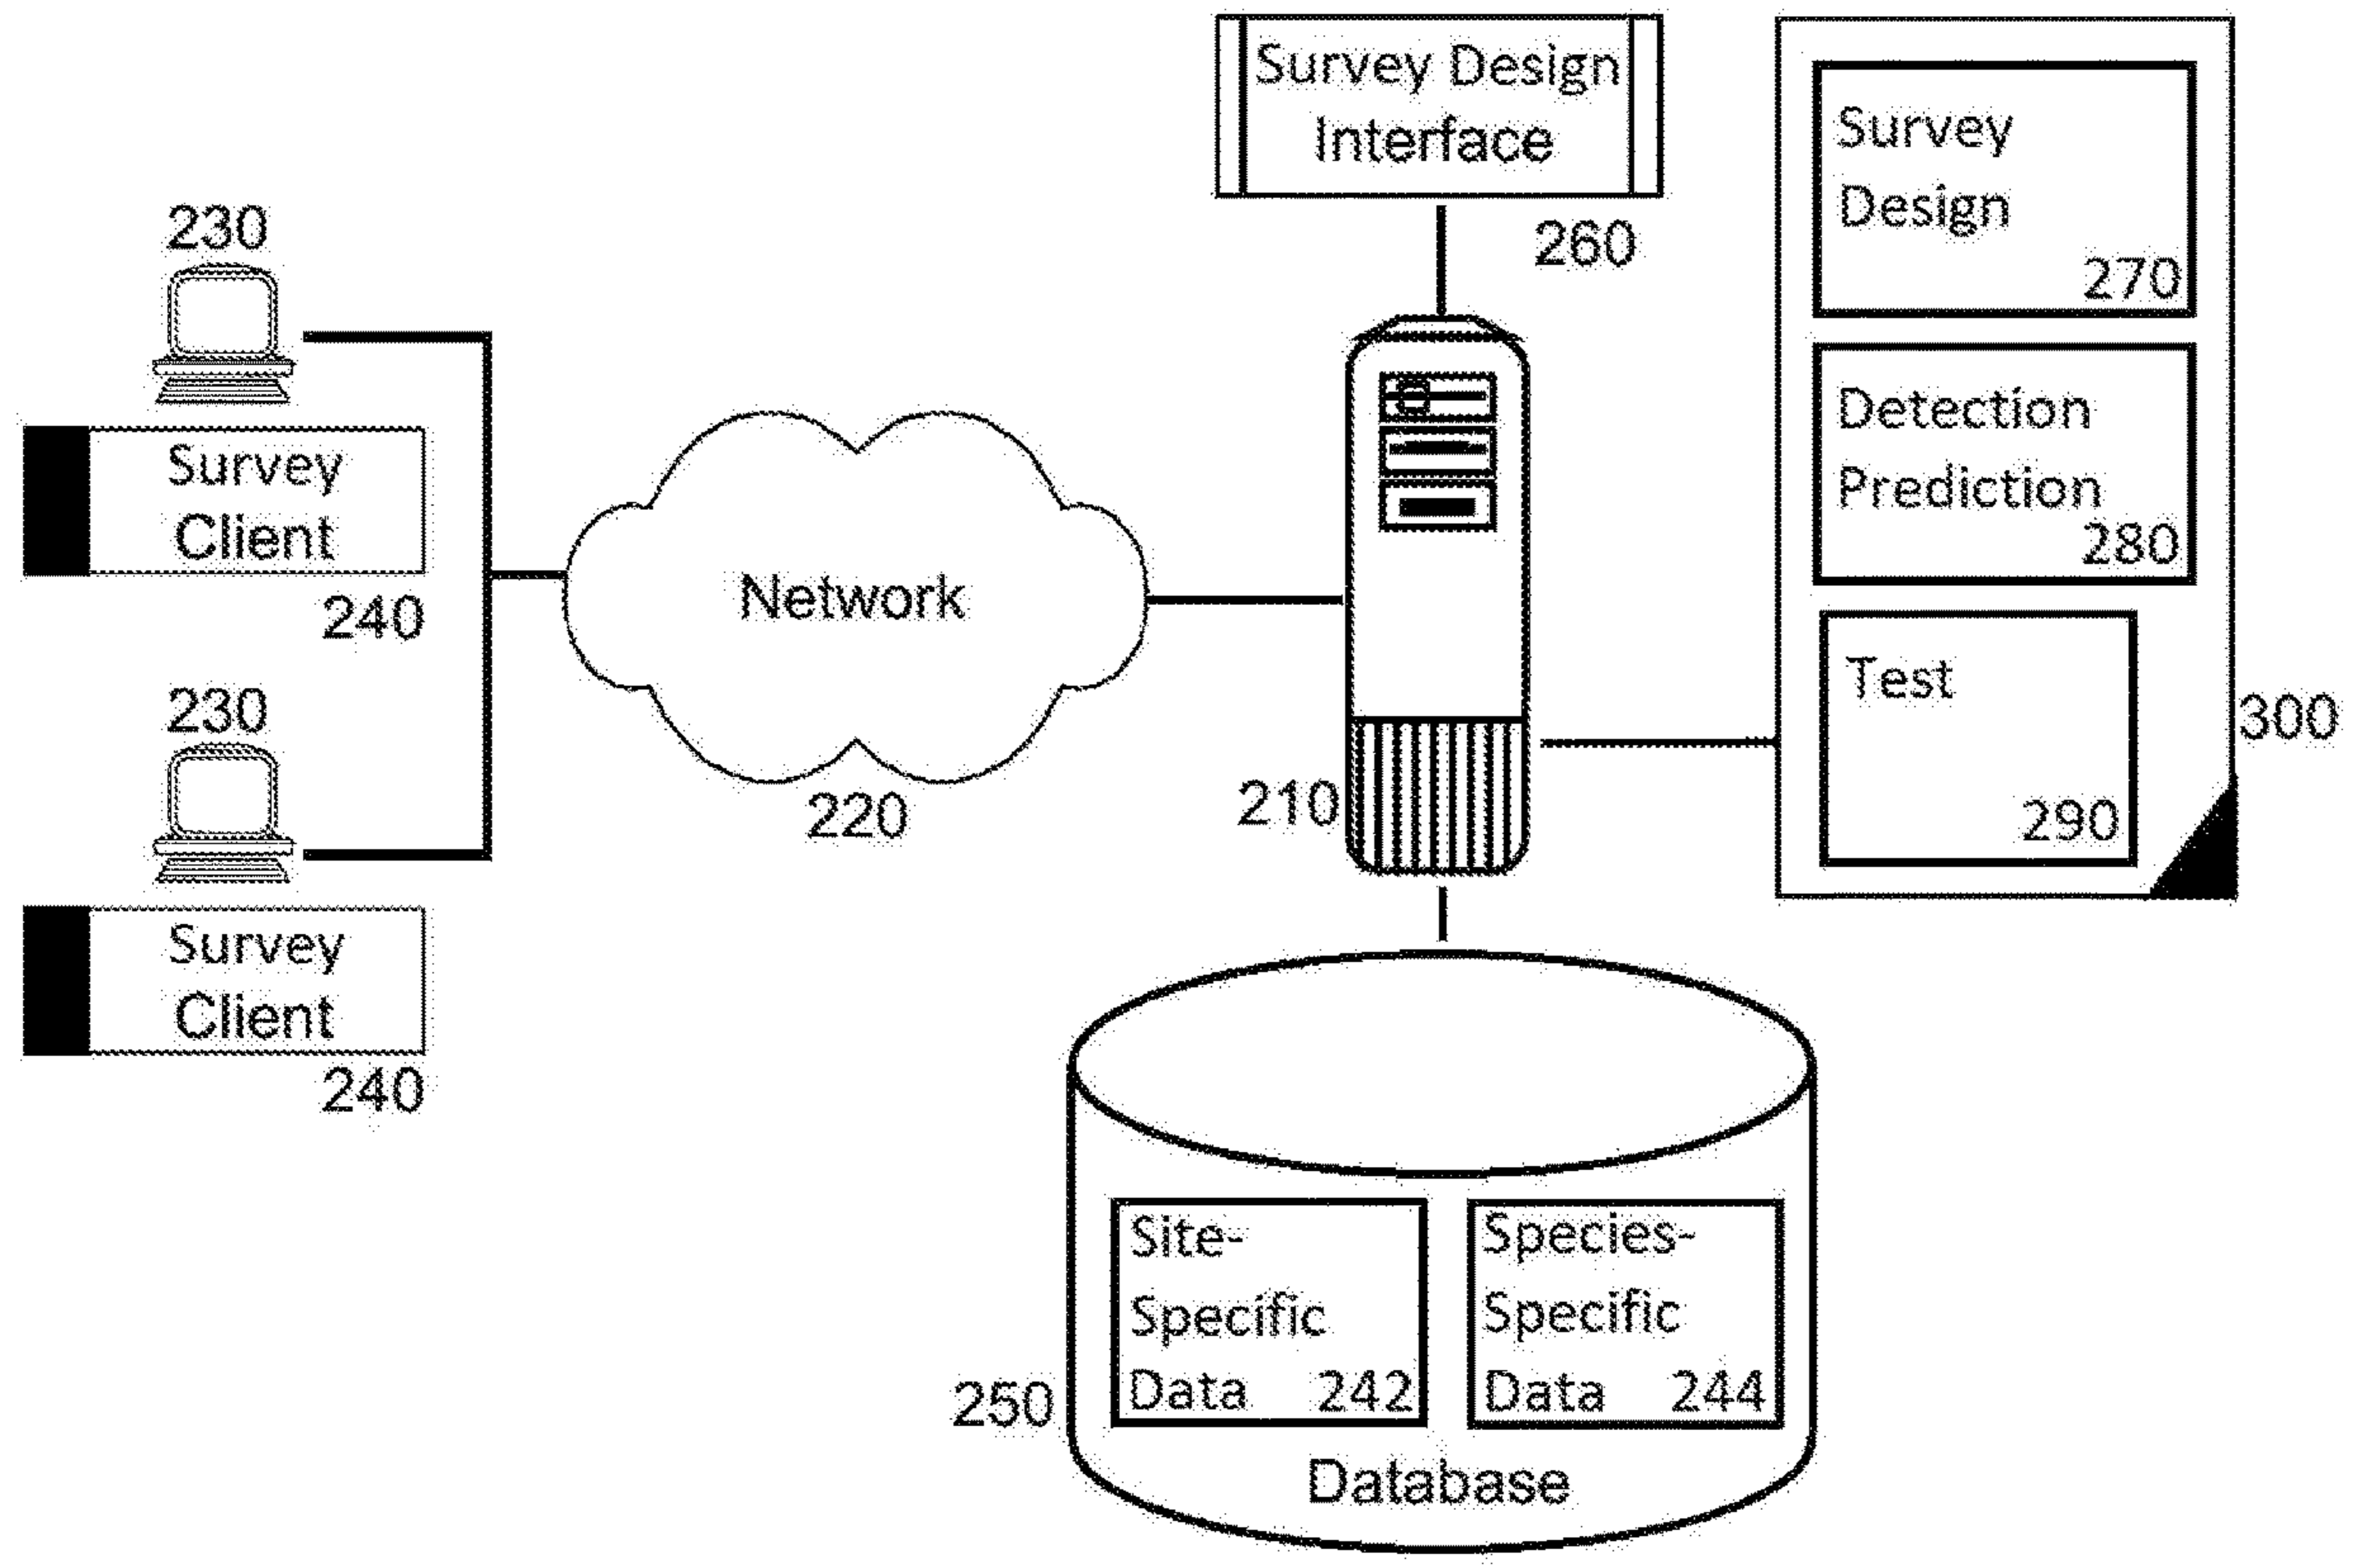 230
Survey
Client
240
230
Survey
Client
240
Network
220
Survey Design
Interface
260
210
Survey
Design
270
Detection
Prediction
280
Test
290
300
Site-
Specific
Data 242
Species-
Specific
Data 244
250
Database